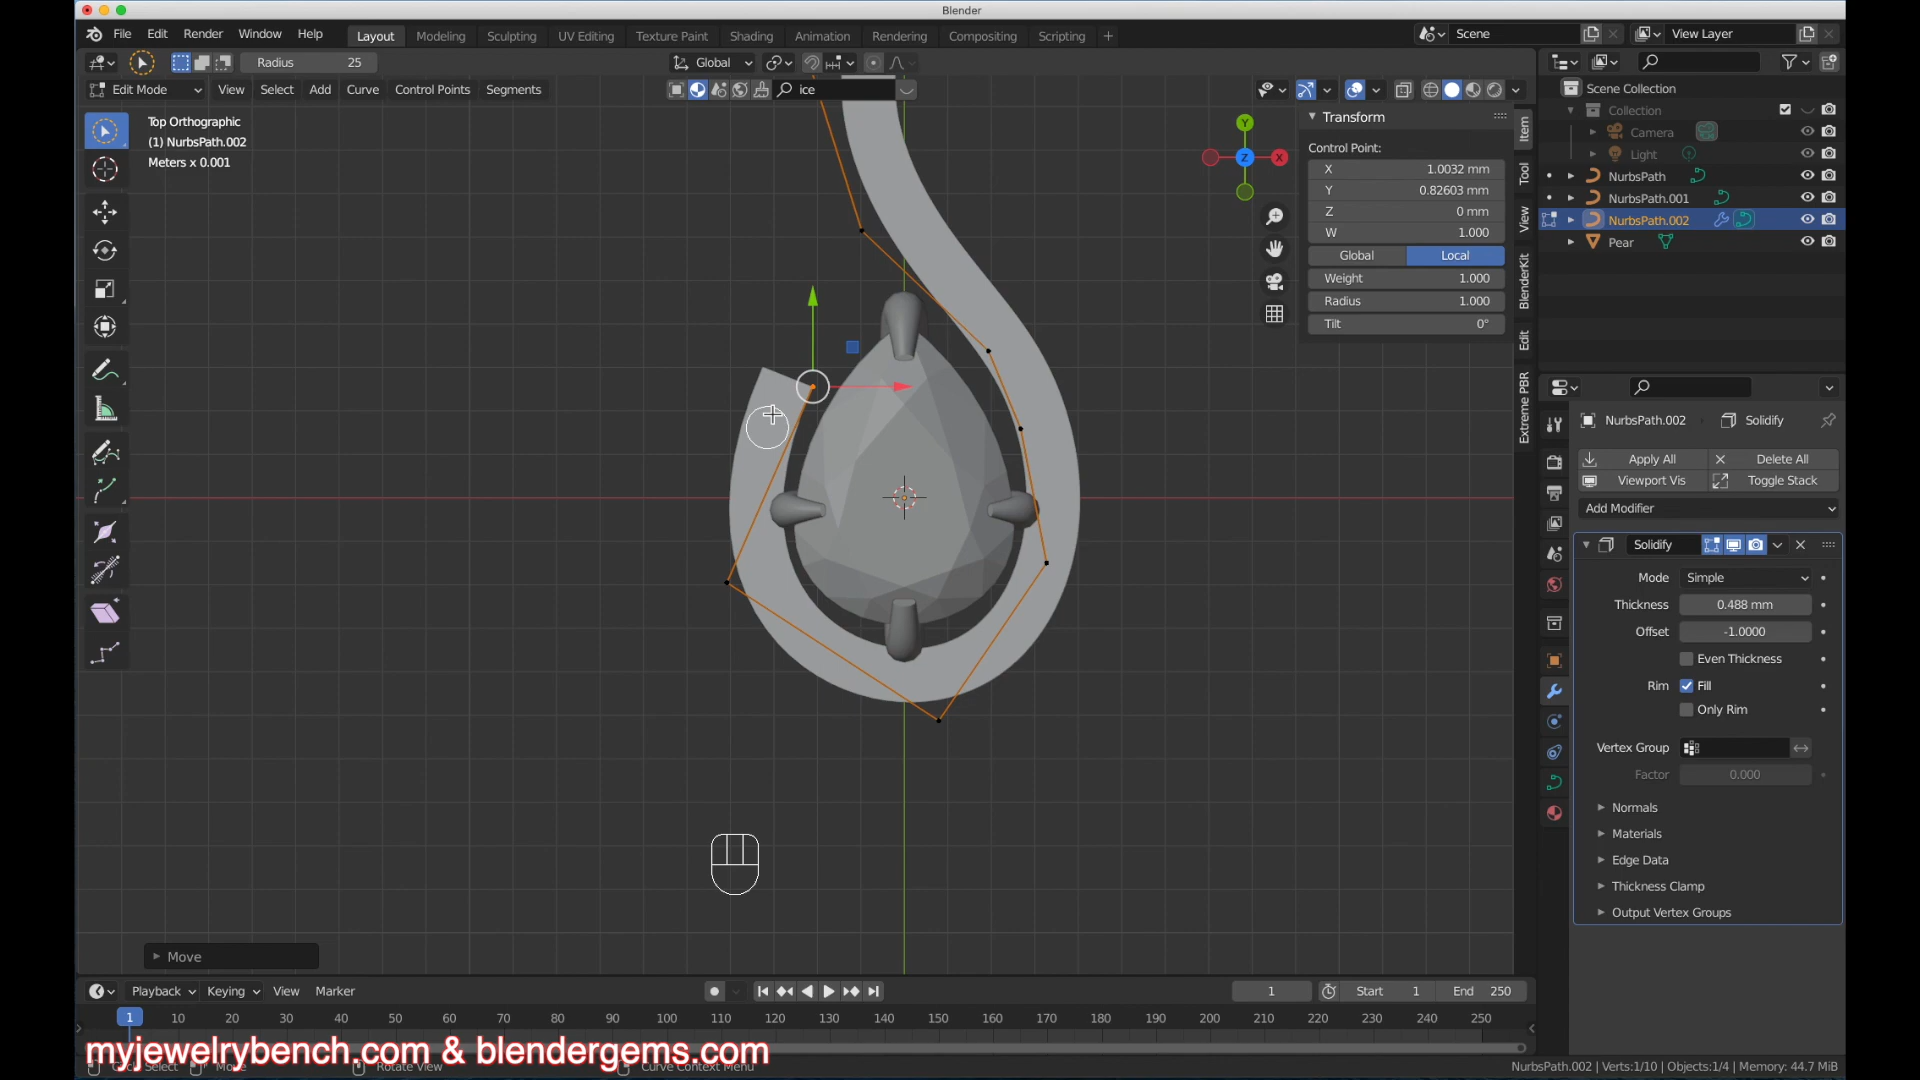 Blender
File Edit Render Window Help Layout Modeling Sculpting UV Editing Texture Paint Shading Animation Rendering Compositing Scripting + Scene View Layer
Radius 25 Global
Edit Mode View Select Add Curve Control Points Segments ice
Top Orthographic
(1) NurbsPath.002
Meters x 0.001
Y
X
Z
Transform
Control Point:
X 1.0032 mm
Y 0.82603 mm
Z 0 mm
W 1.000
Global Local
Weight 1.000
Radius 1.000
Tilt 0°
Item
Tool
View
BlenderKit
Edit
Extreme PBR
Scene Collection
Collection
Camera
Light
NurbsPath
NurbsPath.001
NurbsPath.002
Pear
NurbsPath.002 Solidify
Apply All Delete All
Viewport Vis Toggle Stack
Add Modifier
Solidify
Mode Simple
Thickness 0.488 mm
Offset -1.0000
Even Thickness
Rim Fill
Only Rim
Vertex Group
Factor 0.000
Normals
Materials
Edge Data
Thickness Clamp
Output Vertex Groups
Move
Playback Keying View Marker 1 Start 1 End 250
1 10 20 30 40 50 60 70 80 90 100 110 120 130 140 150 160 170 180 190 200 210 220 230 240 250
myjewelrybench.com & blendergems.com
Select Move Rotate View Curve Context Menu NurbsPath.002 | Verts:1/10 | Objects:1/4 | Memory: 44.7 MiB